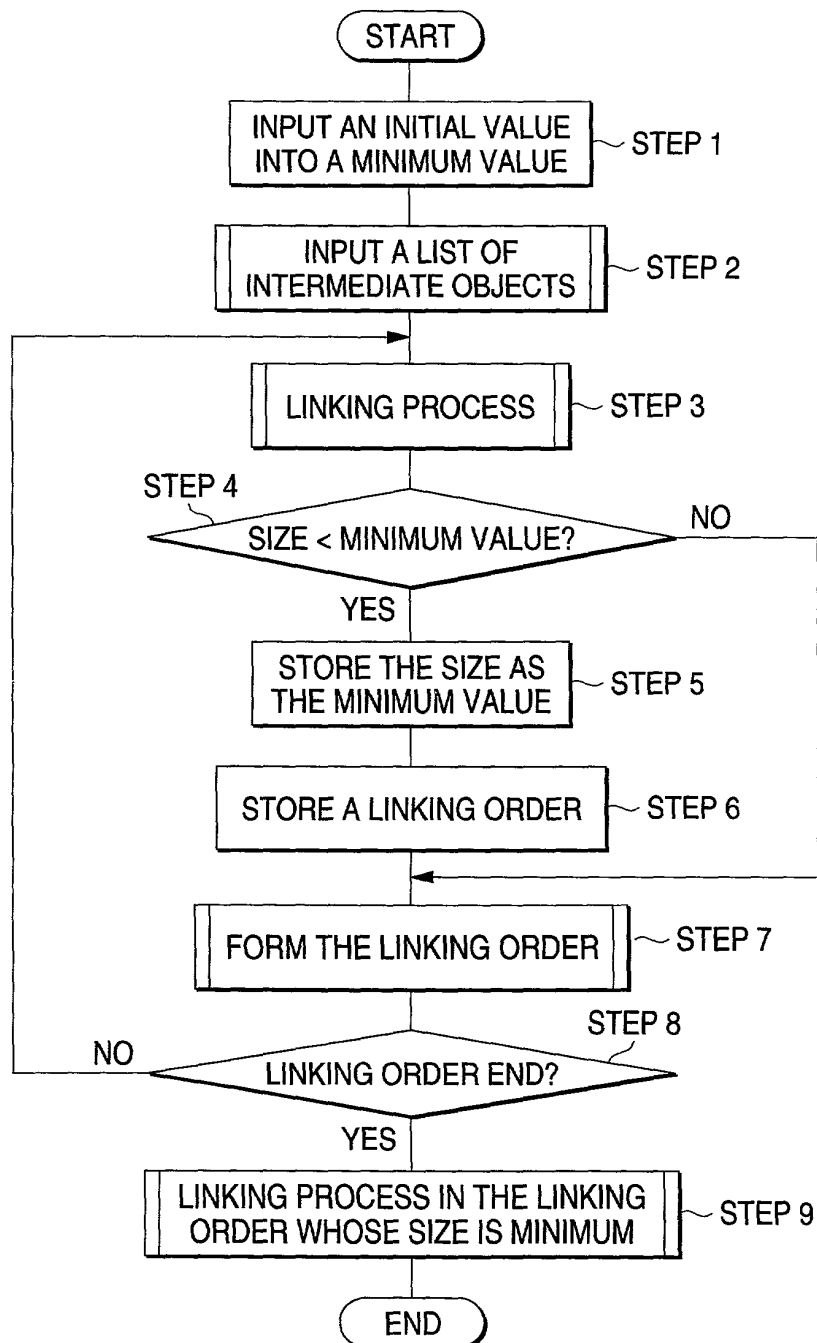 START
INPUT AN INITIAL VALUE
INTO A MINIMUM VALUE
STEP 1
INPUT A LIST OF
INTERMEDIATE OBJECTS
STEP 2
LINKING PROCESS
STEP 3
STEP 4
SIZE < MINIMUM VALUE?
NO
YES
STORE THE SIZE AS
THE MINIMUM VALUE
STEP 5
STORE A LINKING ORDER
STEP 6
FORM THE LINKING ORDER
STEP 7
STEP 8
NO
LINKING ORDER END?
YES
LINKING PROCESS IN THE LINKING
ORDER WHOSE SIZE IS MINIMUM
STEP 9
END